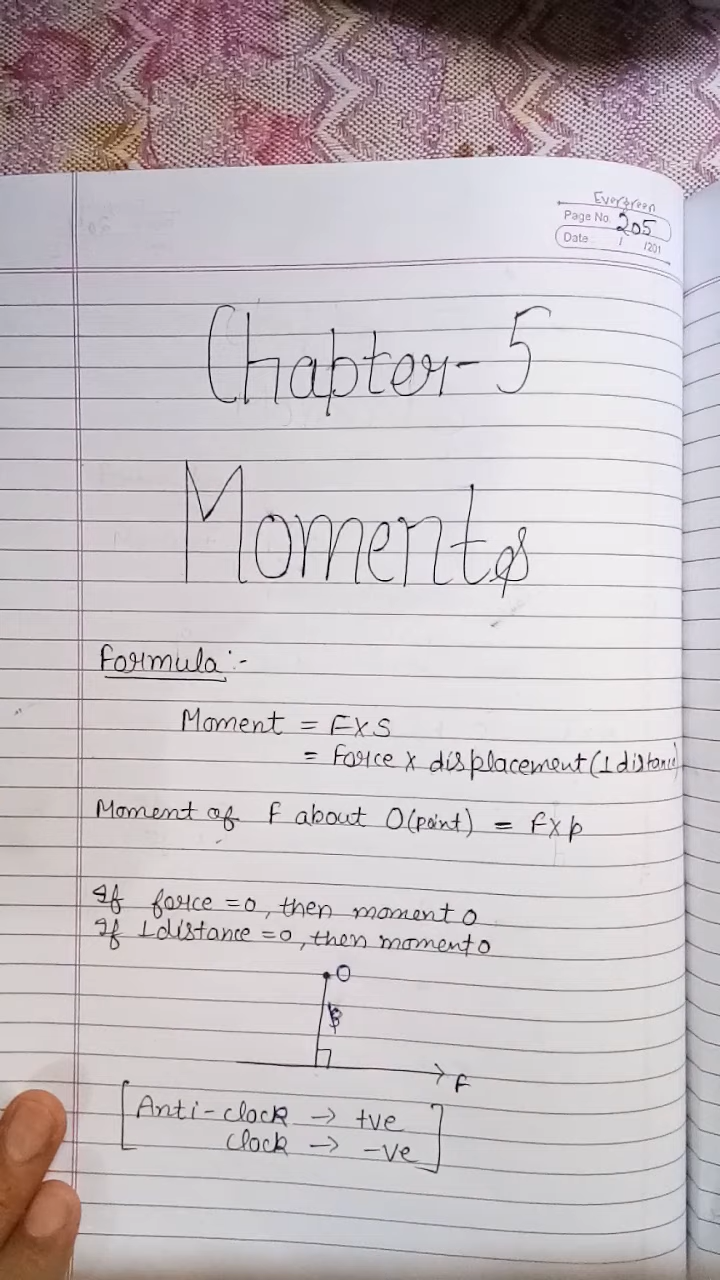 Evergreen
Page No. 205
Date / /201
Chapter-5
Moments
Formula:-
Moment = F×S
= Force × displacement (⊥distance)
Moment of F about O(point) = F×p
If force =0, then moment 0
If ⊥distance =0, then moment 0
O
p
F
[Anti-clock → +ve
clock → -ve]